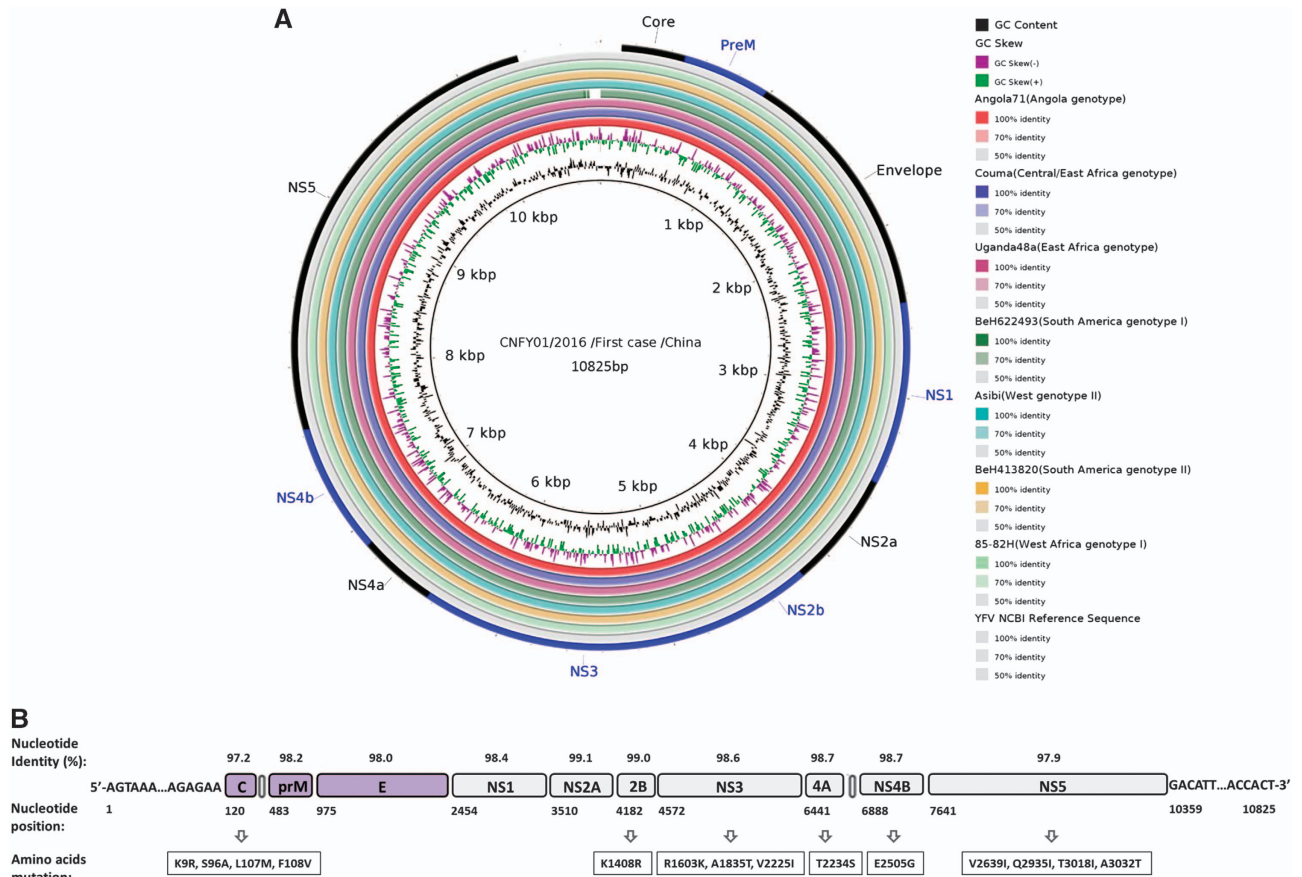 A
Core
PreM
Envelope
NS1
NS2a
NS2b
NS3
NS4a
NS4b
NS5
1 kbp
2 kbp
3 kbp
4 kbp
5 kbp
6 kbp
7 kbp
8 kbp
9 kbp
10 kbp
CNFY01/2016 /First case /China
10825bp
GC Content
GC Skew
GC Skew(-)
GC Skew(+)
Angola71(Angola genotype)
100% identity
70% identity
50% identity
Couma(Central/East Africa genotype)
100% identity
70% identity
50% identity
Uganda48a(East Africa genotype)
100% identity
70% identity
50% identity
BeH622493(South America genotype I)
100% identity
70% identity
50% identity
Asibi(West genotype II)
100% identity
70% identity
50% identity
BeH413820(South America genotype II)
100% identity
70% identity
50% identity
85-82H(West Africa genotype I)
100% identity
70% identity
50% identity
YFV NCBI Reference Sequence
100% identity
70% identity
50% identity
B
Nucleotide
Identity (%):
97.2 98.2 98.0 98.4 99.1 99.0 98.6 98.7 98.7 97.9
5’-AGTAAA...AGAGAA C prM E NS1 NS2A 2B NS3 4A NS4B NS5 GACATT...ACCACT-3’
Nucleotide
position:
1 120 483 975 2454 3510 4182 4572 6441 6888 7641 10359 10825
Amino acids
mutation:
K9R, S96A, L107M, F108V K1408R R1603K, A1835T, V2225I T2234S E2505G V2639I, Q2935I, T3018I, A3032T